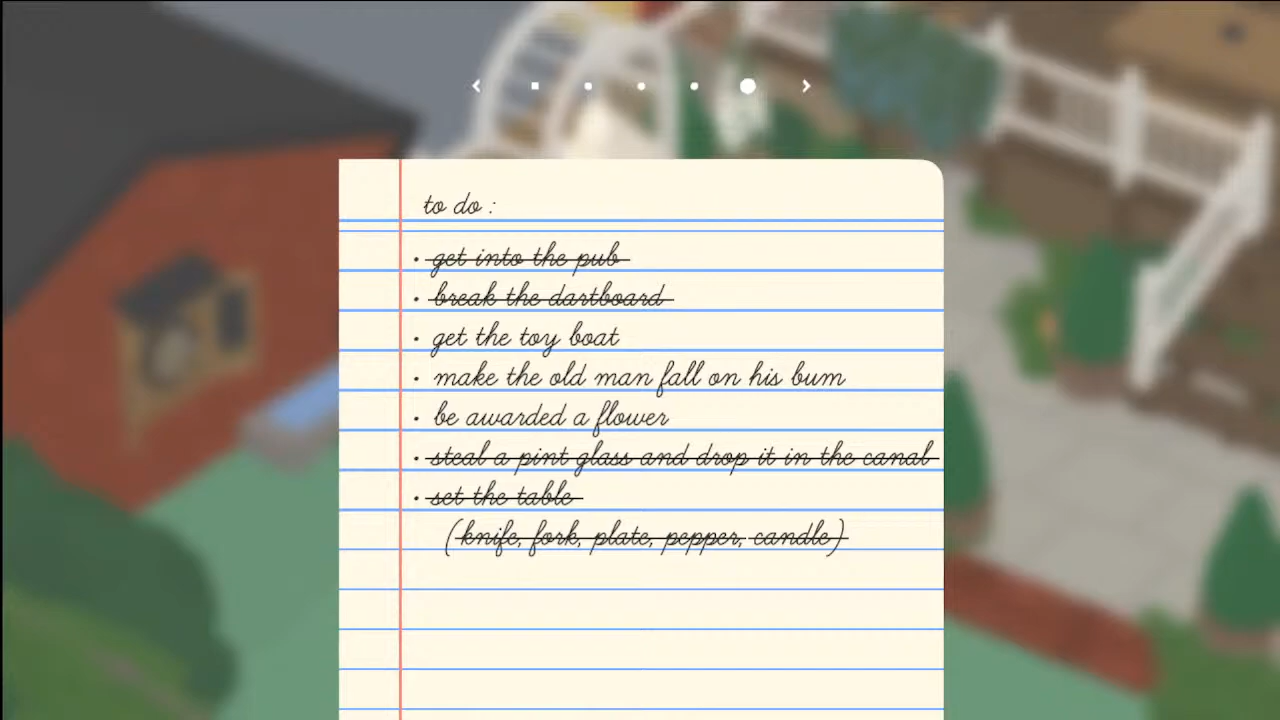 to do :
• get into the pub
• break the dartboard
• get the toy boat
• make the old man fall on his bum
• be awarded a flower
• steal a pint glass and drop it in the canal
• set the table
(knife, fork, plate, pepper, candle)